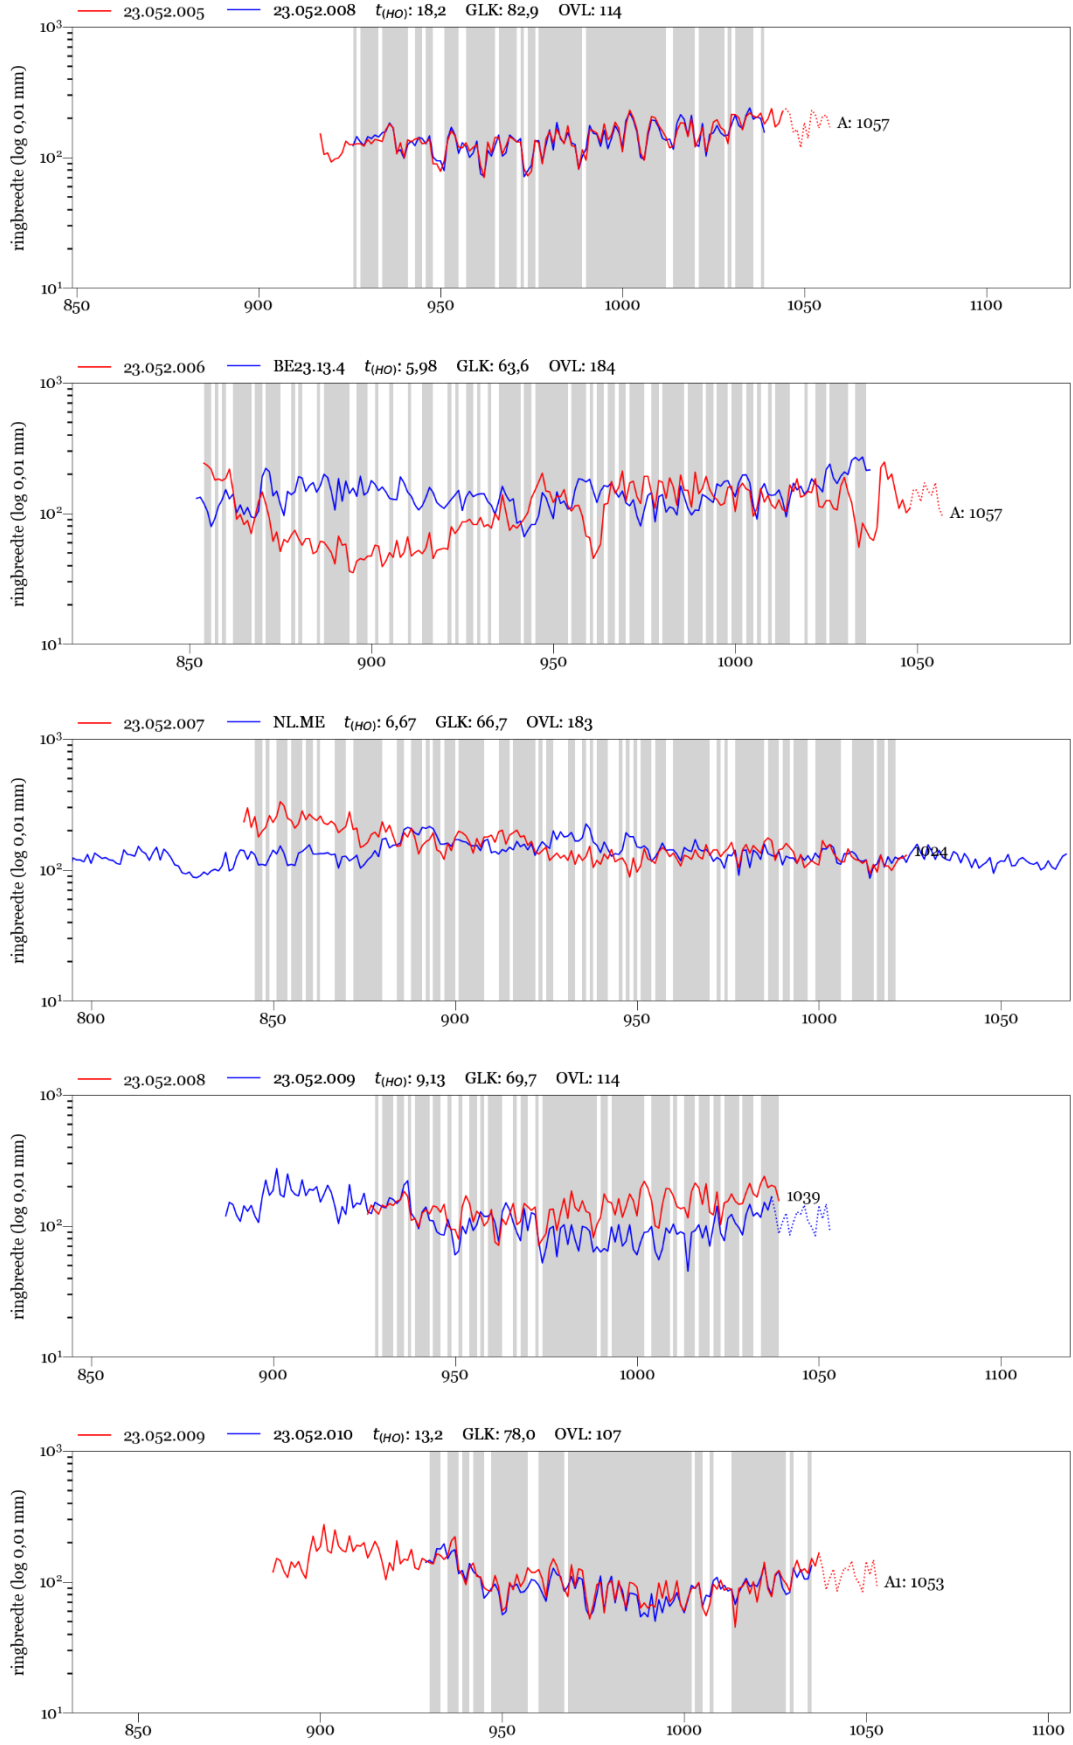 23.052.005 23.052.008 t(HO): 18,2 GLK: 82,9 OVL: 114
10³
10²
10¹
ringbreedte (log 0,01 mm)
A: 1057
850 900 950 1000 1050 1100
23.052.006 BE23.13.4 t(HO): 5,98 GLK: 63,6 OVL: 184
10³
10²
10¹
ringbreedte (log 0,01 mm)
A: 1057
850 900 950 1000 1050
23.052.007 NL.ME t(HO): 6,67 GLK: 66,7 OVL: 183
10³
10²
10¹
ringbreedte (log 0,01 mm)
1024
800 850 900 950 1000 1050
23.052.008 23.052.009 t(HO): 9,13 GLK: 69,7 OVL: 114
10³
10²
10¹
ringbreedte (log 0,01 mm)
1039
850 900 950 1000 1050 1100
23.052.009 23.052.010 t(HO): 13,2 GLK: 78,0 OVL: 107
10³
10²
10¹
ringbreedte (log 0,01 mm)
A1: 1053
850 900 950 1000 1050 1100